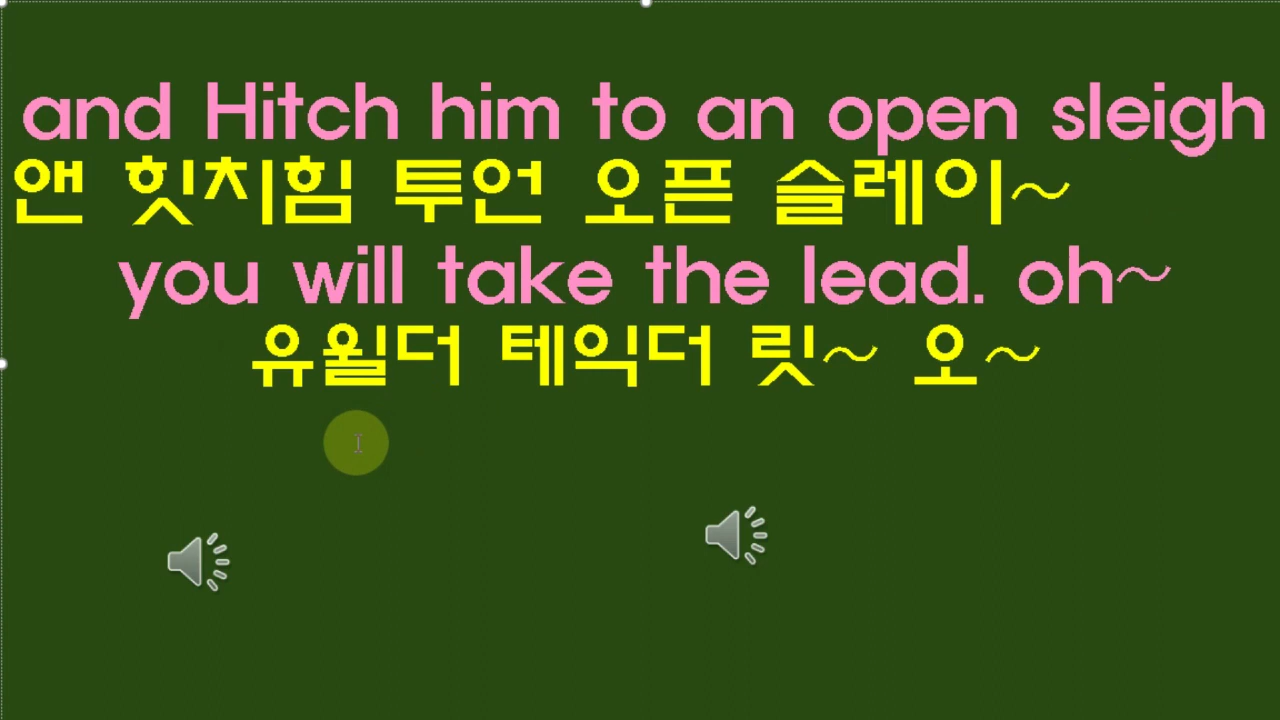 and Hitch him to an open sleigh
앤 힛치힘 투언 오픈 슬레이~
you will take the lead. oh~
유윌더 테익더 릿~ 오~